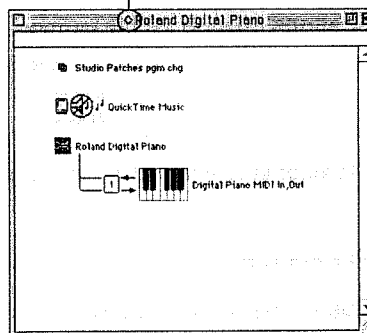 Roland Digital Piano
Studio Patches pgm chg
QuickTime Music
Roland Digital Piano
1
Digital Piano MIDI In,Out